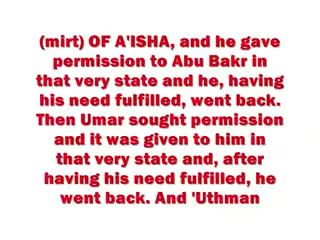 (mirt) OF A'ISHA, and he gave
permission to Abu Bakr in
that very state and he, having
his need fulfilled, went back.
Then Umar sought permission
and it was given to him in
that very state and, after
having his need fulfilled, he
went back. And 'Uthman